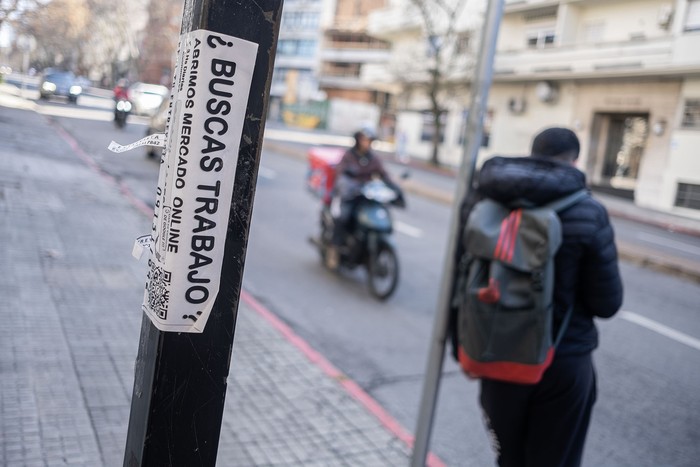 ¿ BUSCAS TRABAJO ?
ABRIMOS MERCADO ONLINE